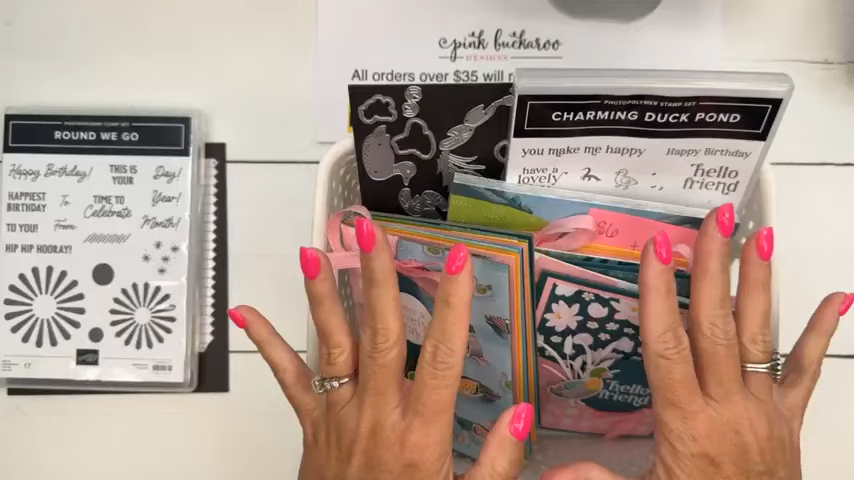 pink buckaroo
DESIGNS
All orders over $35 will
PHOTOPOLYMER STAMP SET
ROUND WE GO
Happy Birthday!
THIS IS
YOUR
Day!
HAPPIEST
BIRTHDAY
TO YOU!
To
From
TIME TO
Celebrate
Year!
Month!
HIP HIP HOORAY!
17
PHOTOPOLYMER STAMP SET
CHARMING DUCK POND
you make me happy
Happy Birthday
have a
lovely
hello
friend
$6
+
hello
friend